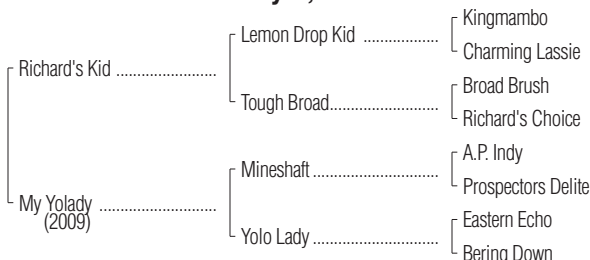 Kingmambo
Lemon Drop Kid ..................
Charming Lassie
Richard's Kid ........................
Broad Brush
Tough Broad..........................
Richard's Choice
A.P. Indy
Mineshaft ..............................
Prospectors Delite
My Yolady ............................
(2009)
Eastern Echo
Yolo Lady ..............................
Bering Down